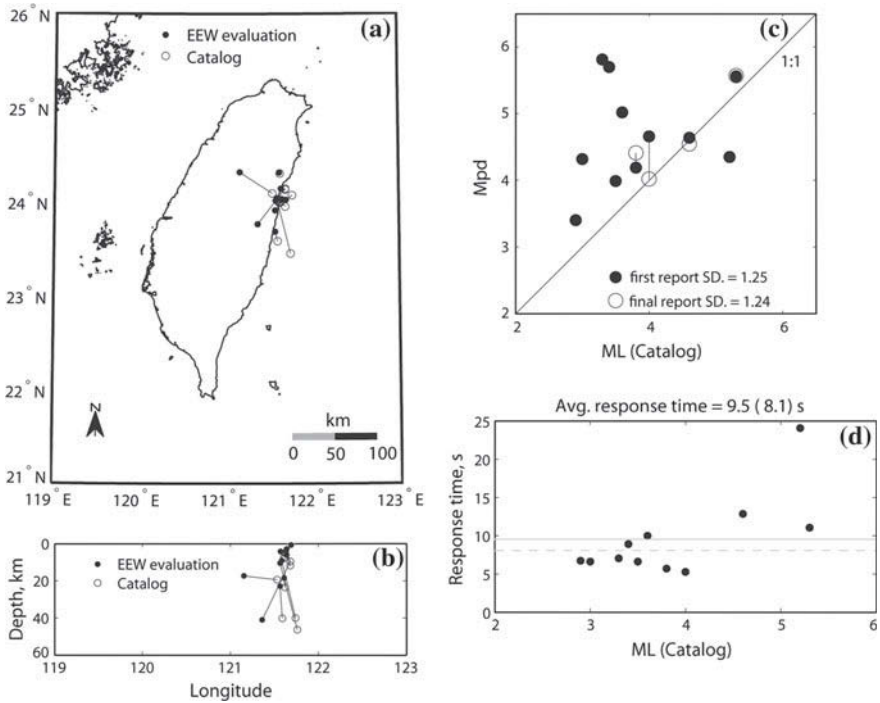 26° N
25° N
24° N
23° N
22° N
21° N
119° E
120° E
121° E
122° E
123° E
EEW evaluation
Catalog
(a)
N
km
0 50 100
0
20
40
60
Depth, km
119
120
121
122
123
Longitude
EEW evaluation
Catalog
(b)
6
5
4
3
2
Mpd
2
4
6
ML (Catalog)
(c)
1:1
first report SD. = 1.25
final report SD. = 1.24
Avg. response time = 9.5 ( 8.1) s
(d)
25
20
15
10
5
0
Response time, s
2
3
4
5
6
ML (Catalog)